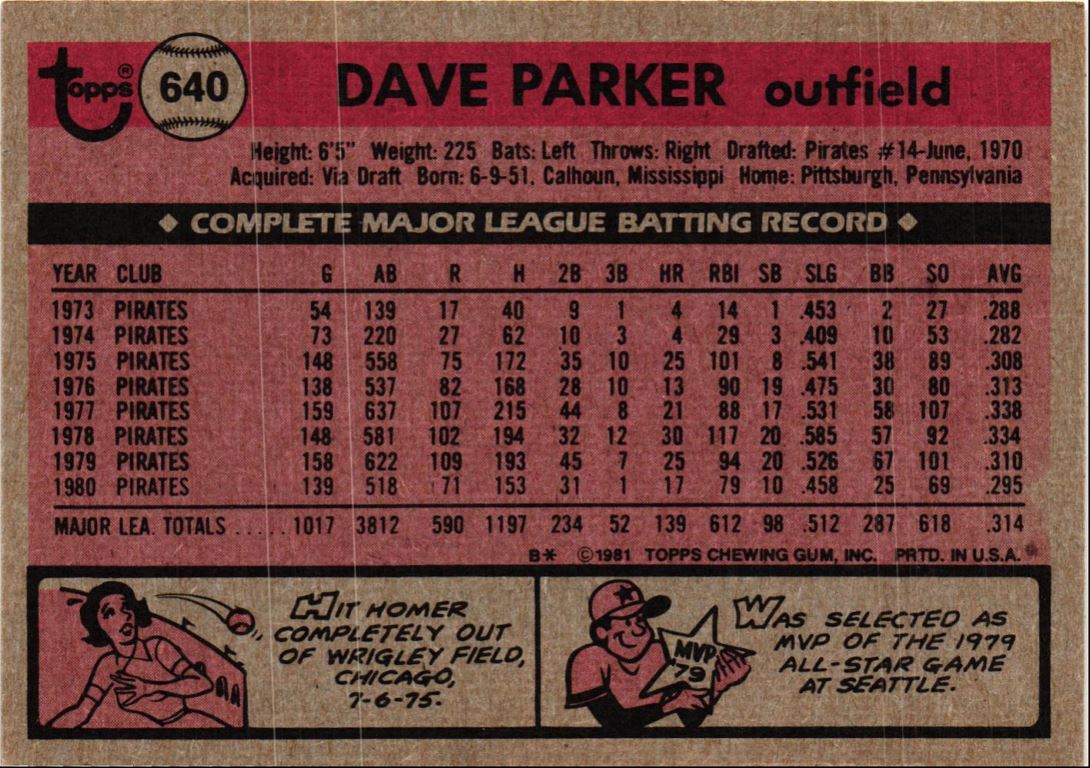 topps® 640 DAVE PARKER outfield
Height: 6'5" Weight: 225 Bats: Left Throws: Right Drafted: Pirates #14-June, 1970
Acquired: Via Draft Born: 6-9-51, Calhoun, Mississippi Home: Pittsburgh, Pennsylvania
◆ COMPLETE MAJOR LEAGUE BATTING RECORD ◆
YEAR CLUB G AB R H 2B 3B HR RBI SB SLG BB SO AVG
1973 PIRATES 54 139 17 40 9 1 4 14 1 .453 2 27 .288
1974 PIRATES 73 220 27 62 10 3 4 29 3 .409 10 53 .282
1975 PIRATES 148 558 75 172 35 10 25 101 8 .541 38 89 .308
1976 PIRATES 138 537 82 168 28 10 13 90 19 .475 30 80 .313
1977 PIRATES 159 637 107 215 44 8 21 88 17 .531 58 107 .338
1978 PIRATES 148 581 102 194 32 12 30 117 20 .585 57 92 .334
1979 PIRATES 158 622 109 193 45 7 25 94 20 .526 67 101 .310
1980 PIRATES 139 518 71 153 31 1 17 79 10 .458 25 69 .295
MAJOR LEA. TOTALS ..... 1017 3812 590 1197 234 52 139 612 98 .512 287 618 .314
B* ©1981 TOPPS CHEWING GUM, INC. PRTD. IN U.S.A.
HIT HOMER
COMPLETELY OUT
OF WRIGLEY FIELD,
CHICAGO,
7-6-75.
MVP
'79
WAS SELECTED AS
MVP OF THE 1979
ALL-STAR GAME
AT SEATTLE.